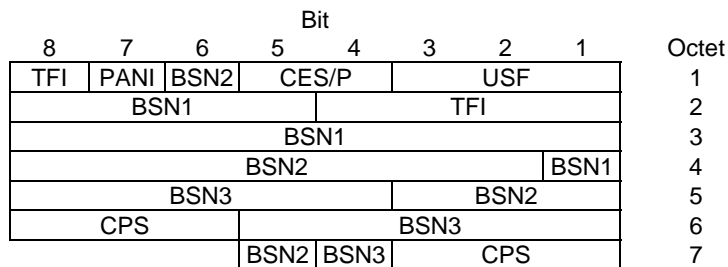 Bit
8 7 6 5 4 3 2 1 Octet
TFI PANI BSN2 CES/P USF 1
BSN1 TFI 2
BSN1 3
BSN2 BSN1 4
BSN3 BSN2 5
CPS BSN3 6
BSN2 BSN3 CPS 7